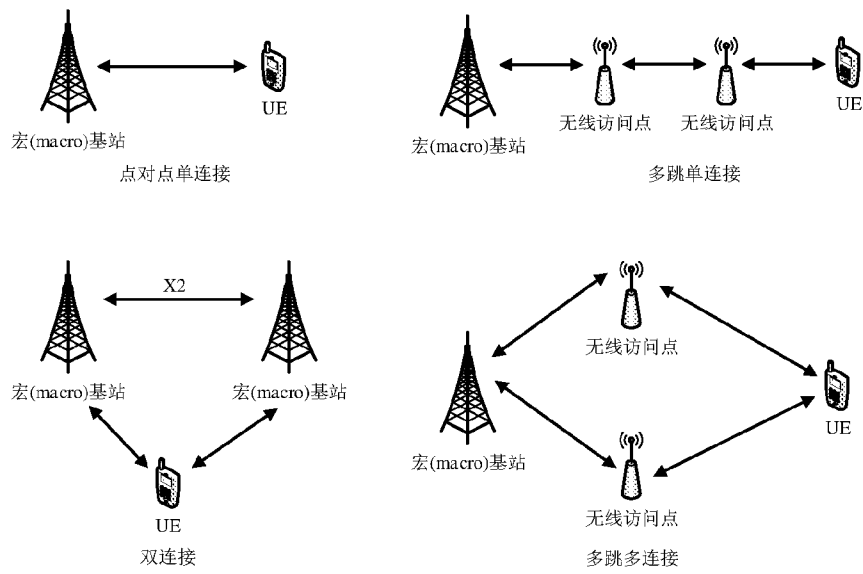 UE
宏(macro)基站
点对点单连接
无线访问点
无线访问点
UE
宏(macro)基站
多跳单连接
X2
宏(macro)基站
宏(macro)基站
UE
双连接
无线访问点
UE
宏(macro)基站
无线访问点
多跳多连接